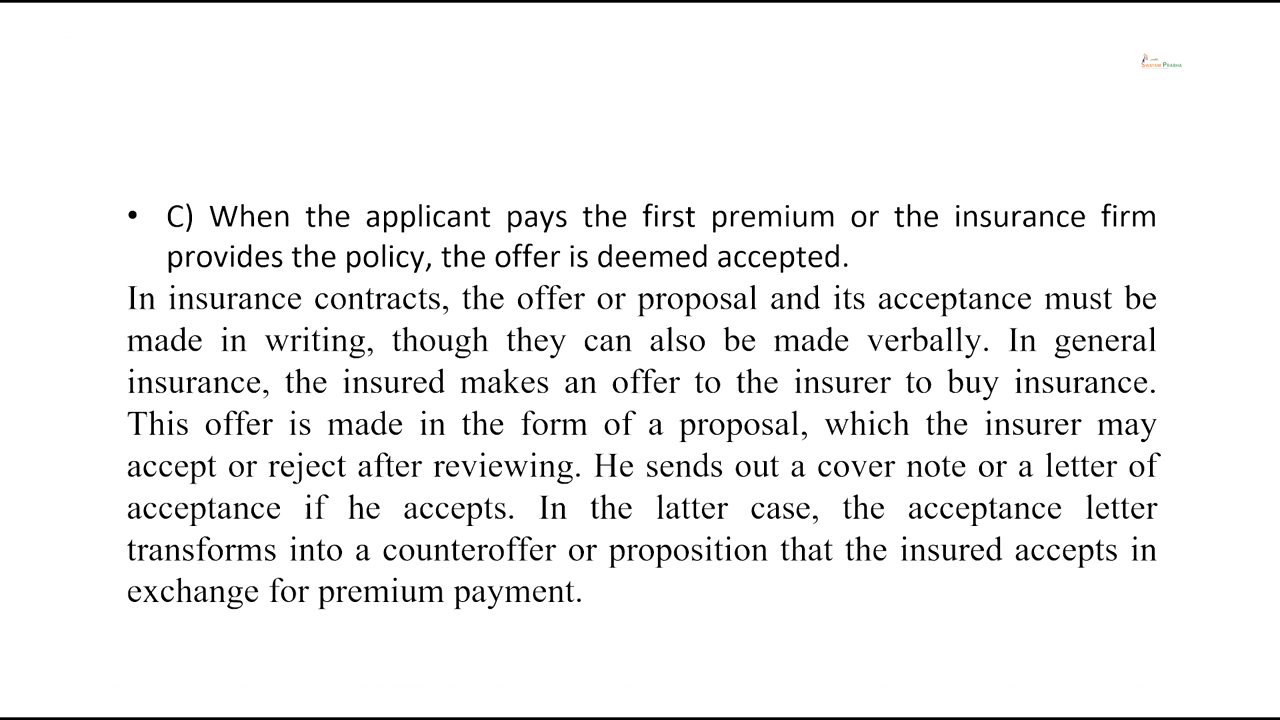 SWAYAM PRABHA
• C) When the applicant pays the first premium or the insurance firm
provides the policy, the offer is deemed accepted.
In insurance contracts, the offer or proposal and its acceptance must be
made in writing, though they can also be made verbally. In general
insurance, the insured makes an offer to the insurer to buy insurance.
This offer is made in the form of a proposal, which the insurer may
accept or reject after reviewing. He sends out a cover note or a letter of
acceptance if he accepts. In the latter case, the acceptance letter
transforms into a counteroffer or proposition that the insured accepts in
exchange for premium payment.